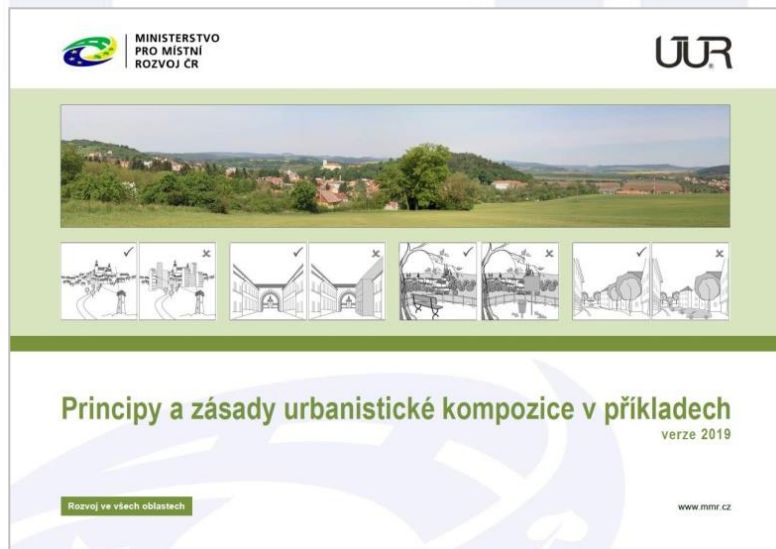 MINISTERSTVO
PRO MÍSTNÍ
ROZVOJ ČR
ÚÚR
Principy a zásady urbanistické kompozice v příkladech
verze 2019
Rozvoj ve všech oblastech
www.mmr.cz